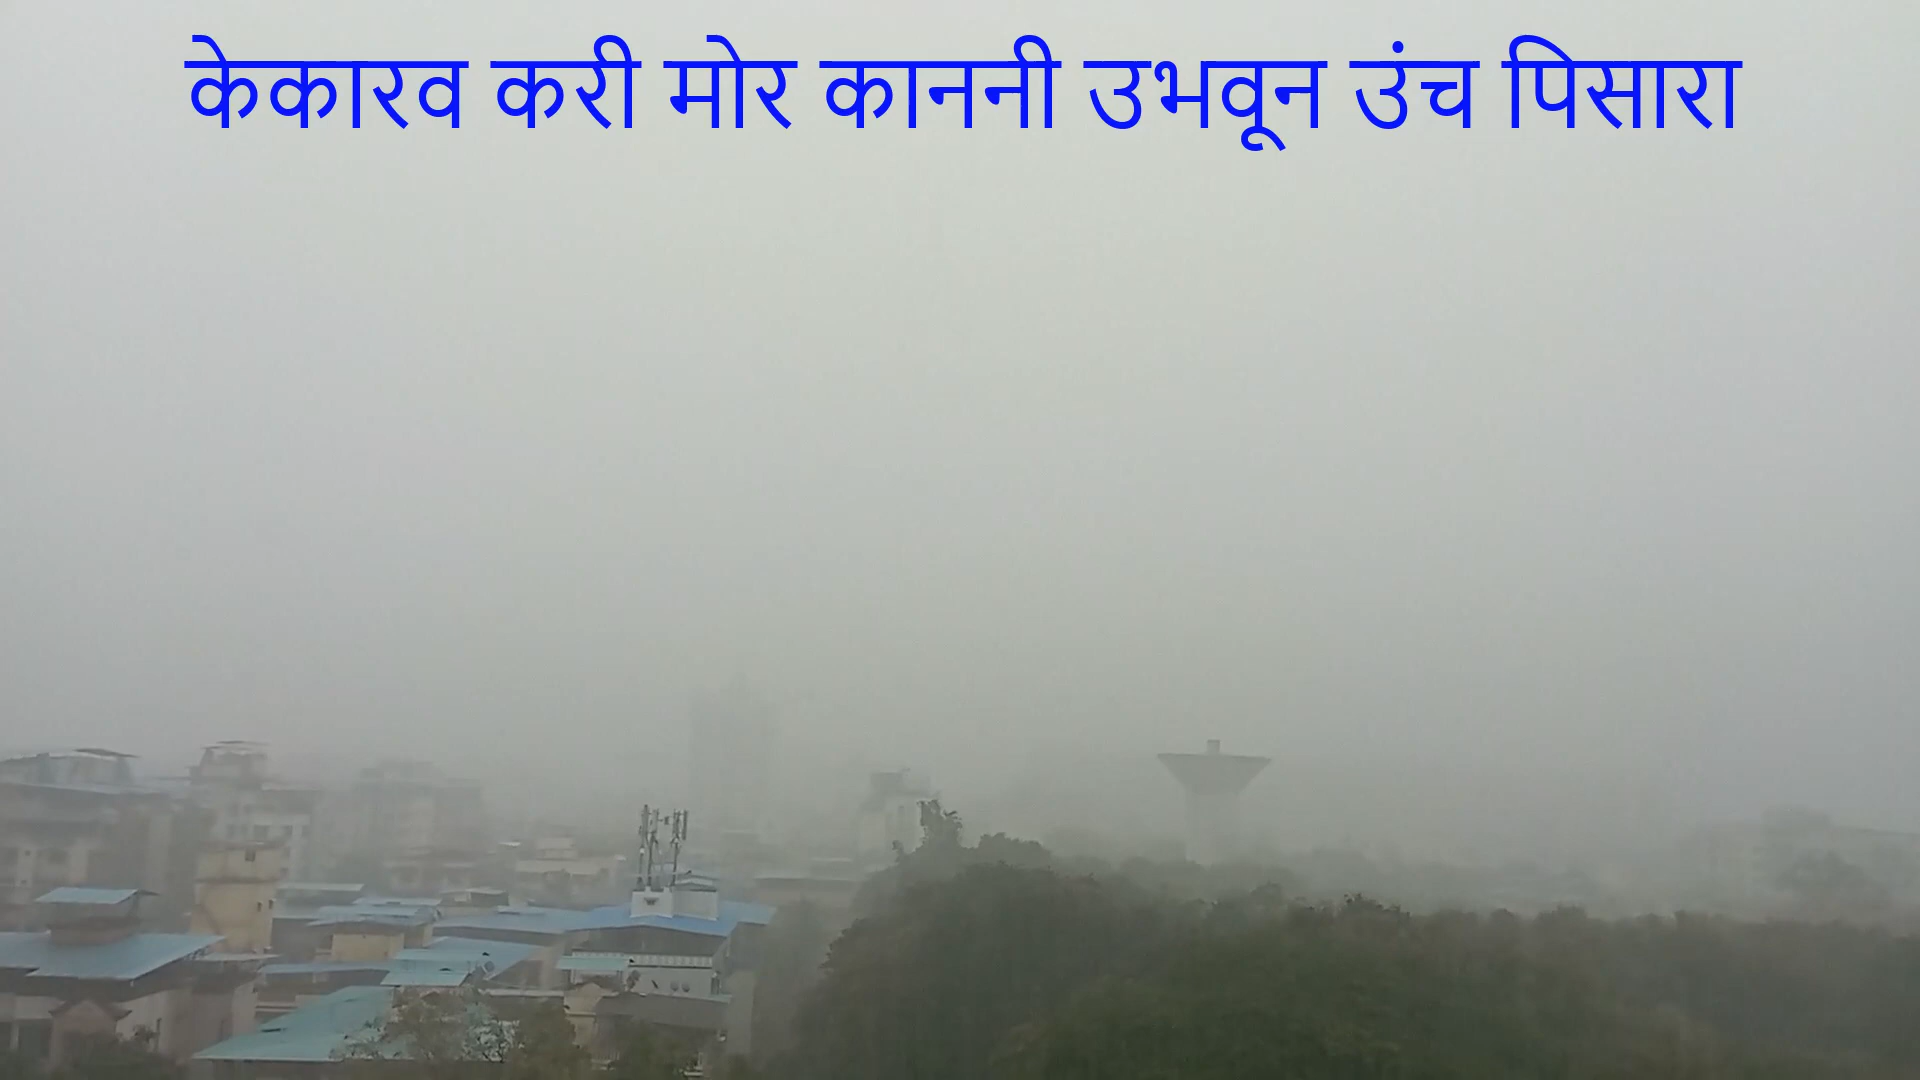 केकारव करी मोर काननी उभवून उंच पिसारा